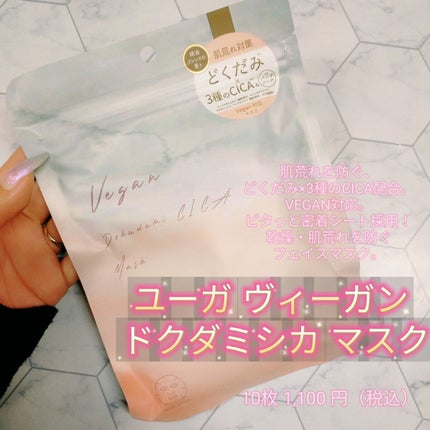 肌荒れ対策
どくだみ
×
3種のCICA
vegan 対応
Vegan
Dokudami CICA
Mask
肌荒れを防ぐ、
どくだみ×3種のCICA配合。
VEGAN対応。
ピタっと密着シート採用！
乾燥・肌荒れを防ぐ
フェイスマスク。
ユーガ ヴィーガン
ドクダミシカ マスク
10枚 1,100 円（税込）